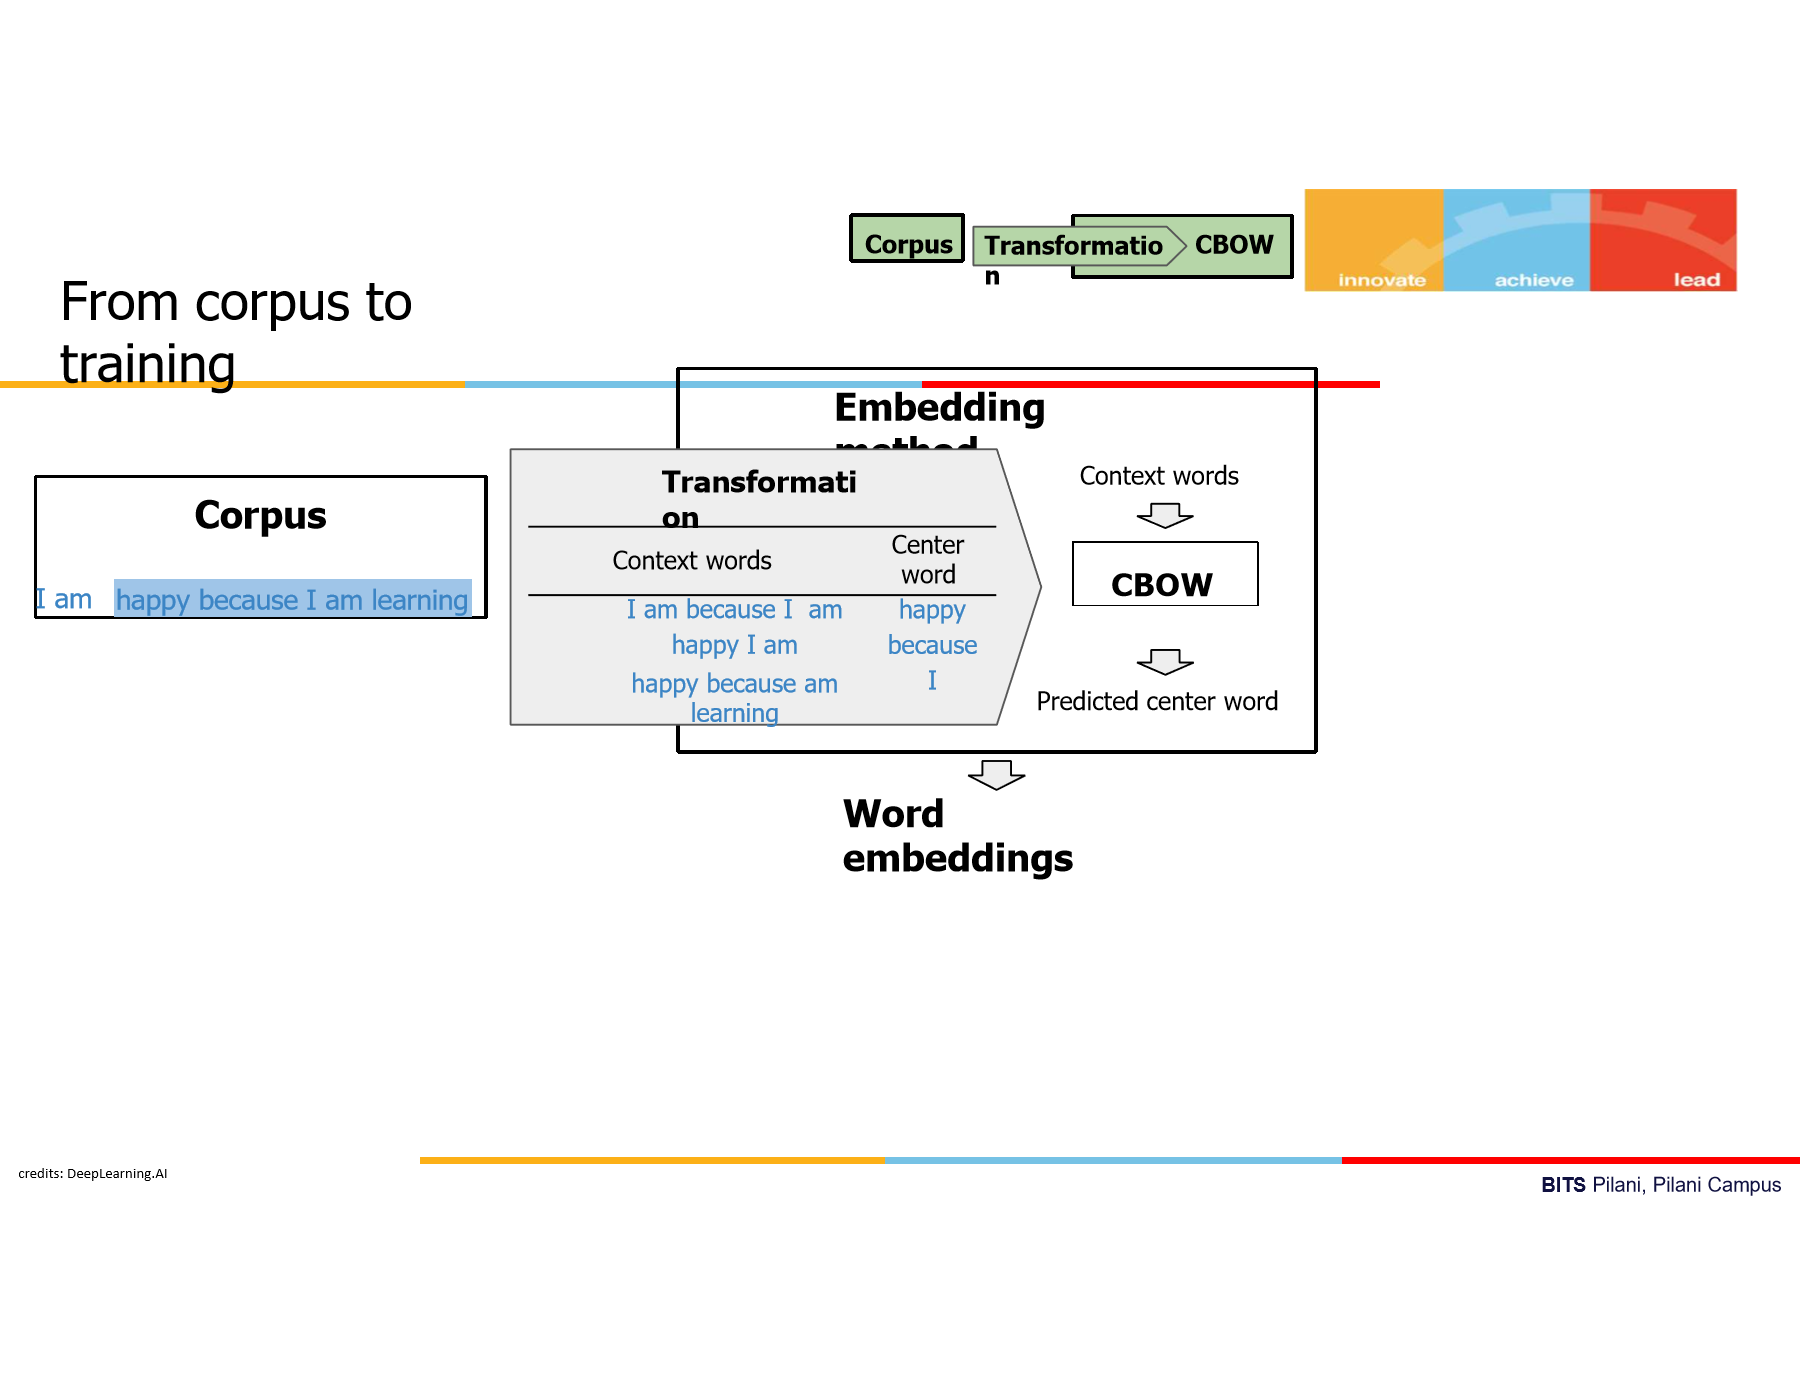 Corpus
Transformatio
n
CBOW
innovate
achieve
lead
From corpus to
training
Embedding
method
Corpus
I am happy because I am learning
Transformati
on
Context words
Center
word
I am because I am
happy
happy I am
because
happy because am
learning
I
Context words
CBOW
Predicted center word
Word
embeddings
credits: DeepLearning.AI
BITS Pilani, Pilani Campus